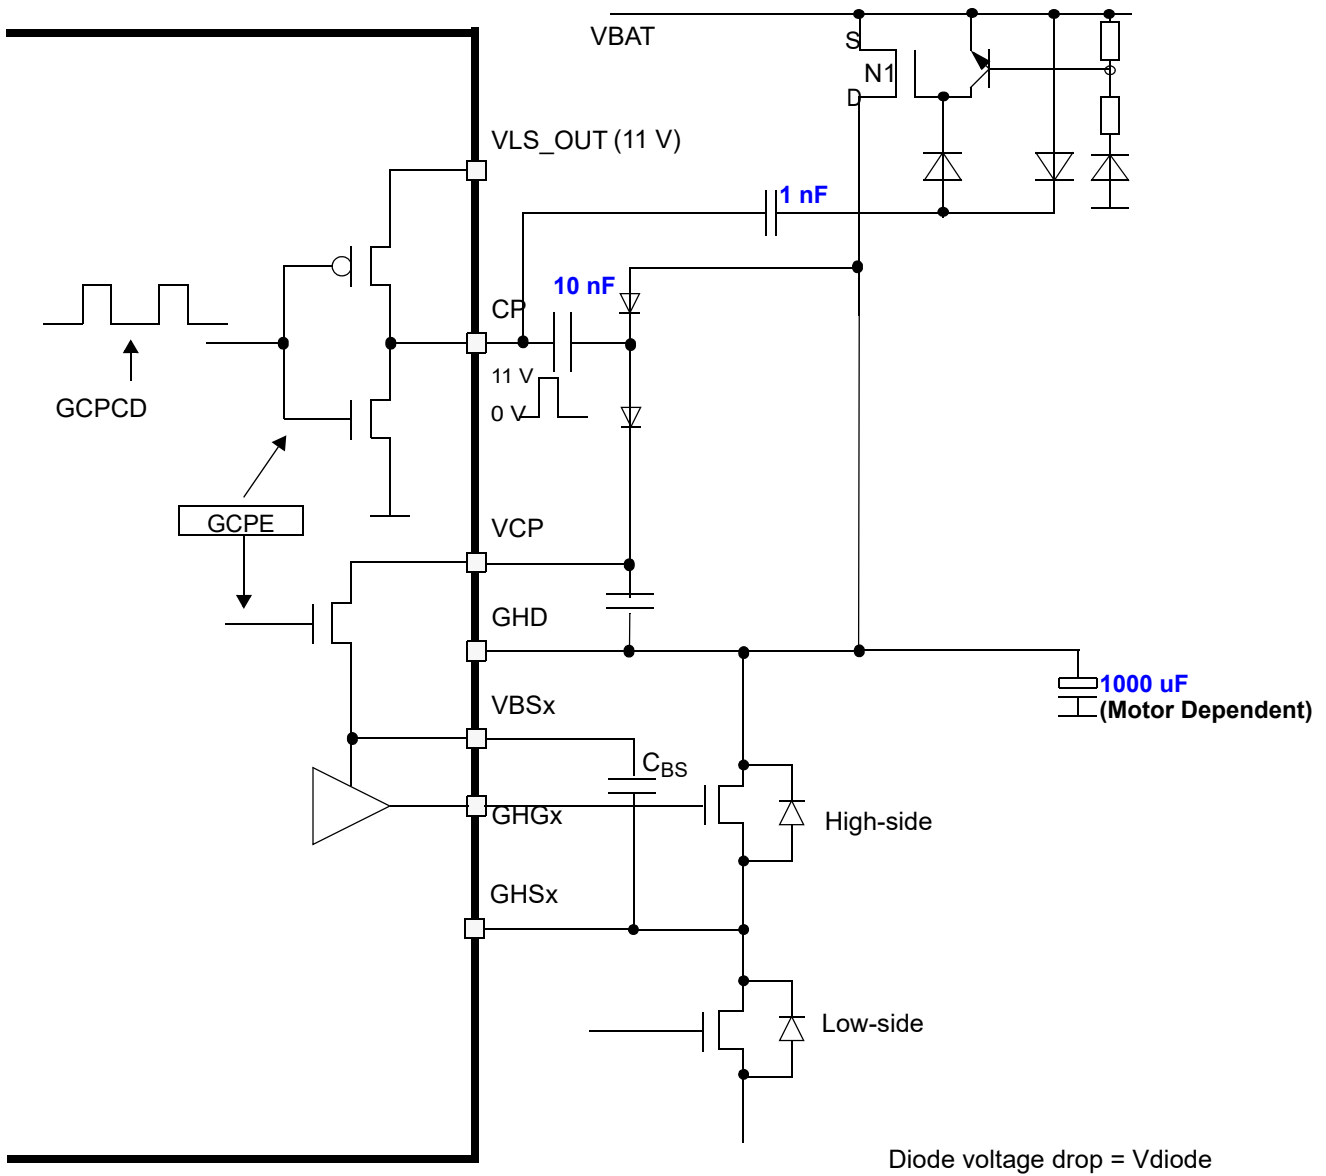 VBAT
S
N1
D
VLS_OUT (11 V)
1 nF
10 nF
CP
11 V
0 V
GCPCD
GCPE
VCP
GHD
1000 uF
(Motor Dependent)
VBSx
CBS
GHGx
High-side
GHSx
Low-side
Diode voltage drop = Vdiode